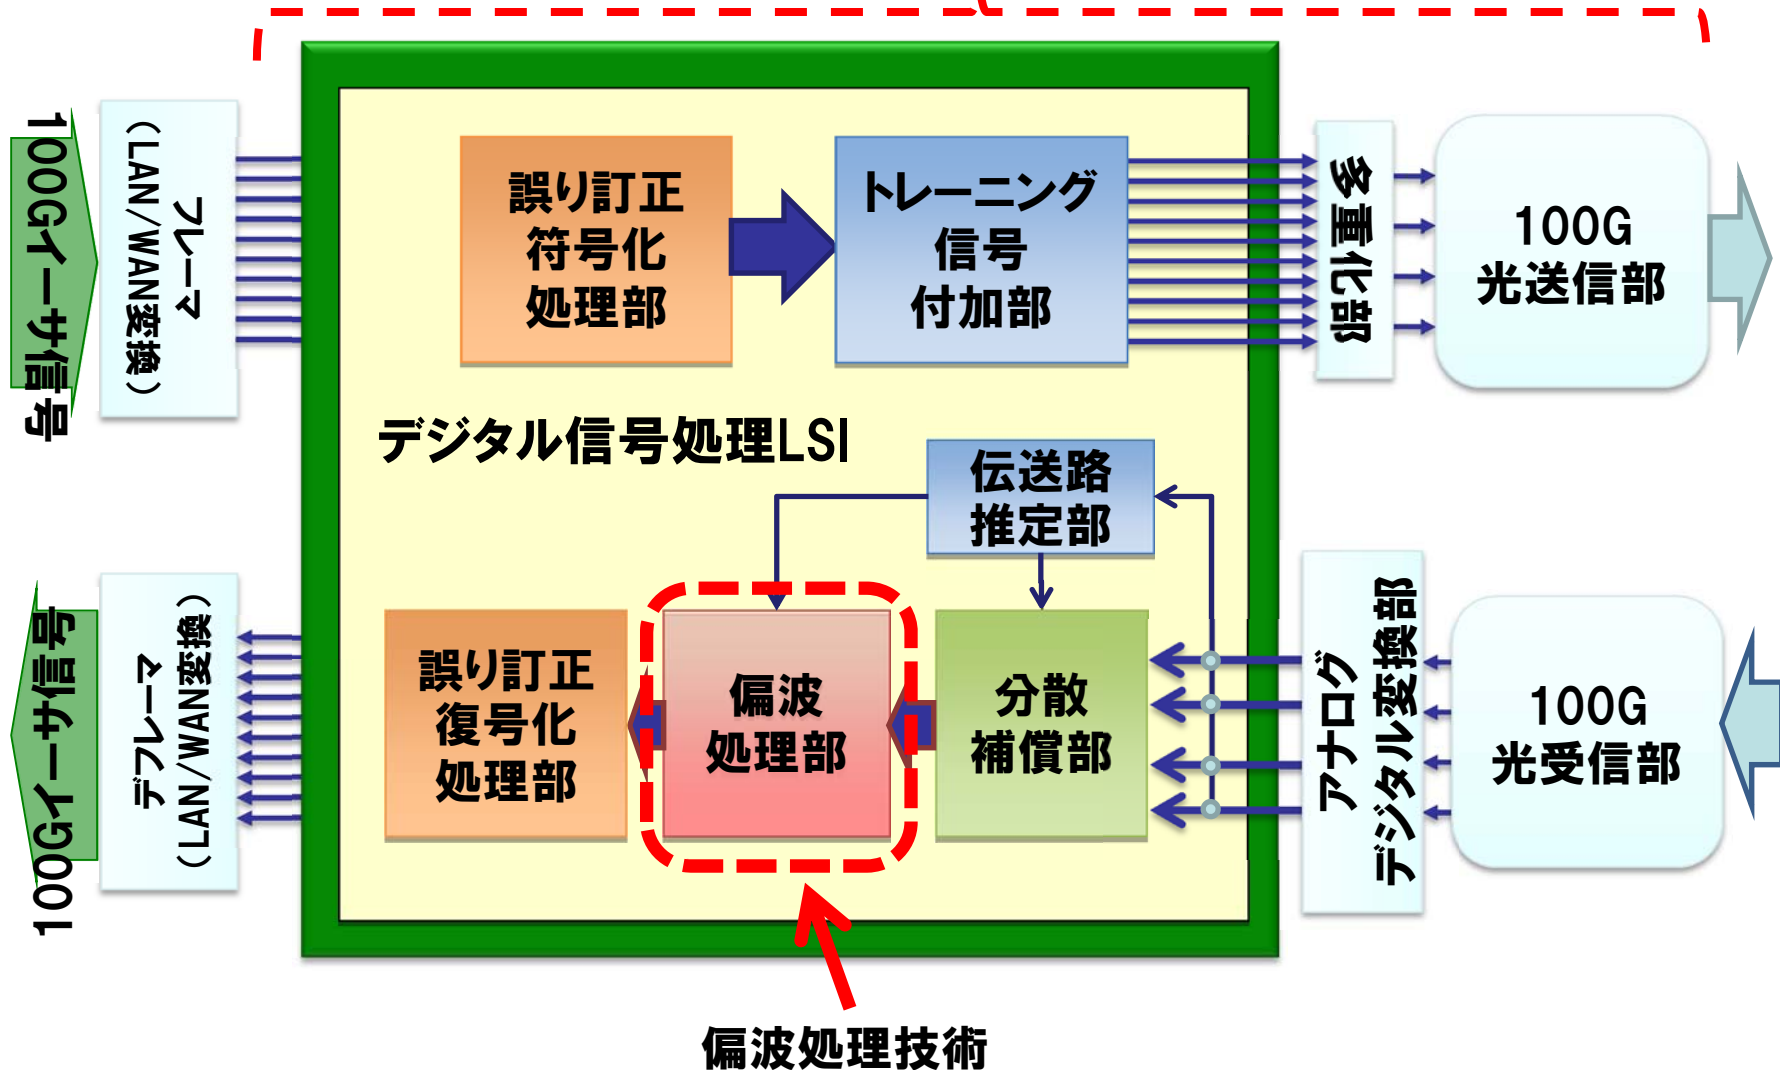 100Gイーサ信号
フレーマ
（LAN/WAN変換）
誤り訂正
符号化
処理部
トレーニング
信号
付加部
多重化部
100G
光送信部
デジタル信号処理LSI
伝送路
推定部
100Gイーサ信号
デフレーマ
（LAN/WAN変換）
誤り訂正
復号化
処理部
偏波
処理部
分散
補償部
アナログ
デジタル変換部
100G
光受信部
偏波処理技術